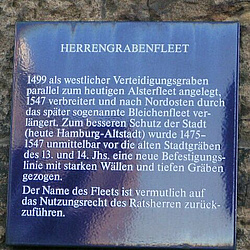 HERRENGRABENFLEET
1499 als westlicher Verteidigungsgraben
parallel zum heutigen Alsterfleet angelegt,
1547 verbreitert und nach Nordosten durch
das später sogenannte Bleichenfleet ver-
längert. Zum besseren Schutz der Stadt
(heute Hamburg-Altstadt) wurde 1475–
1547 unmittelbar vor die alten Stadtgräben
des 13. und 14. Jhs. eine neue Befestigungs-
linie mit starken Wällen und tiefen Gräben
gezogen.
Der Name des Fleets ist vermutlich auf
das Nutzungsrecht des Ratsherren zurück-
zuführen.